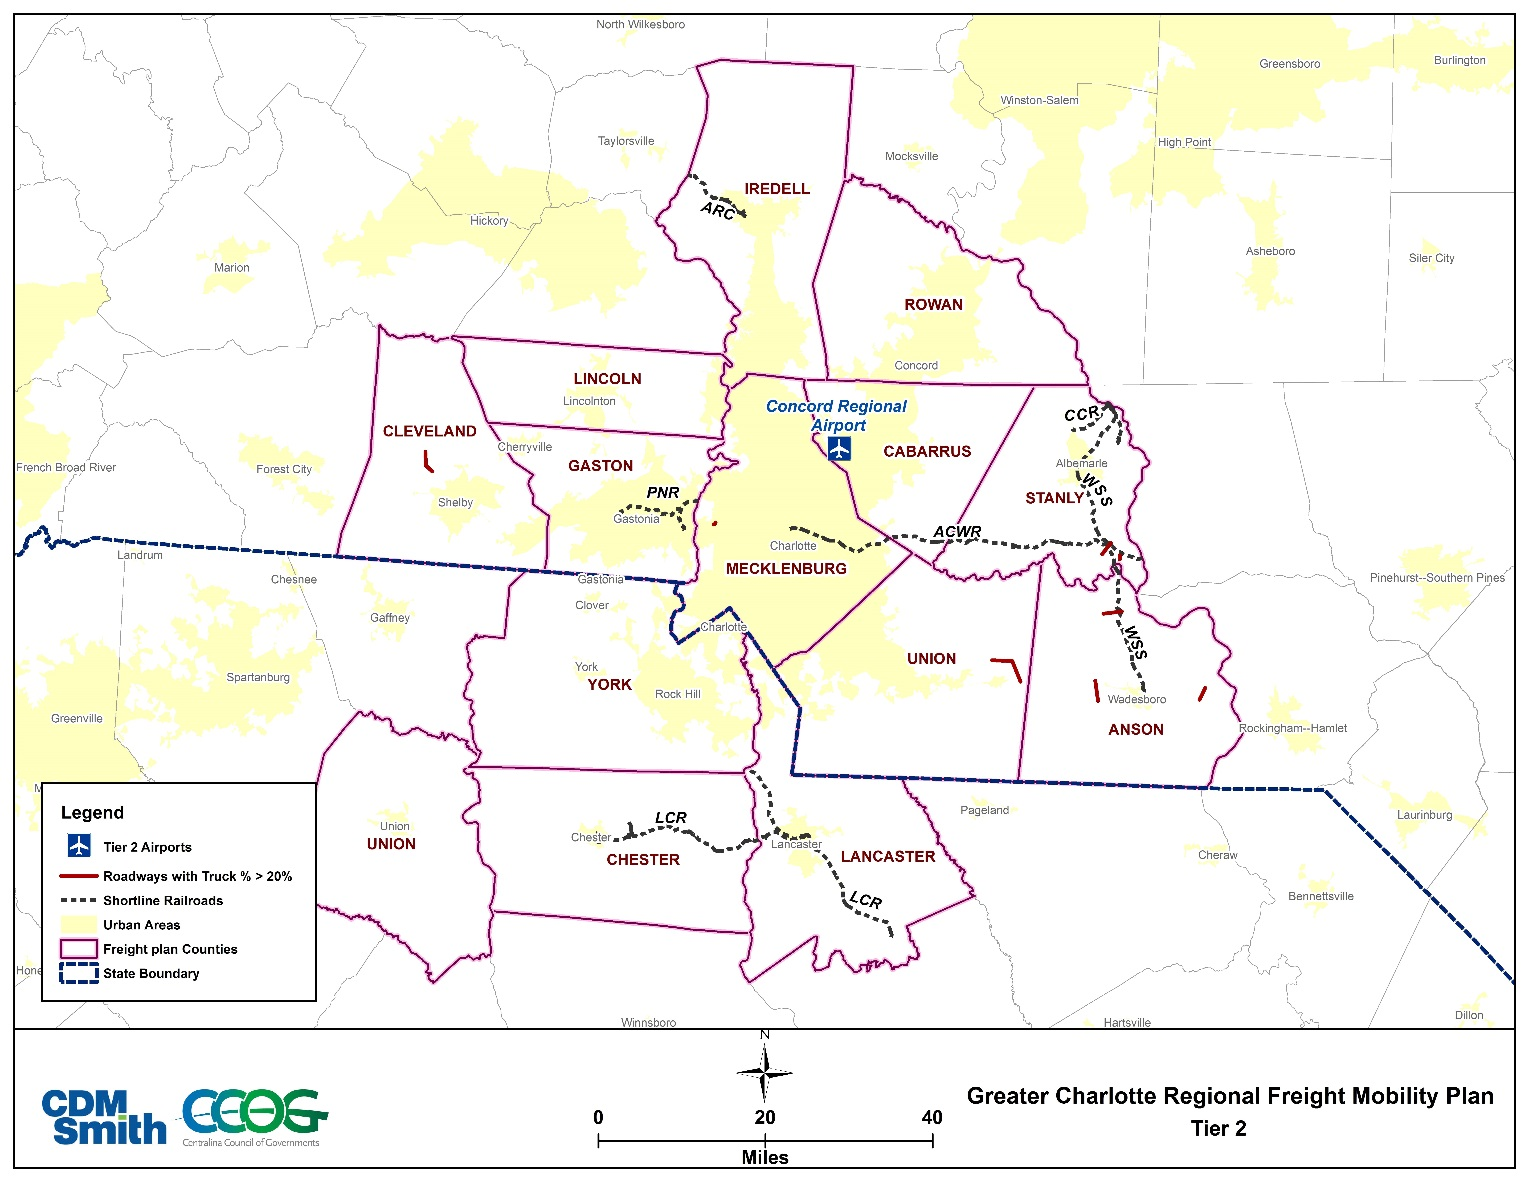 North Wilkesboro
Greensboro
Burlington
Winston-Salem
Taylorsville
High Point
Mocksville
IREDELL
ARC
Hickory
Asheboro
Siler City
Marion
ROWAN
Concord
LINCOLN
Lincolnton
Concord Regional
Airport
CCR
CLEVELAND
Cherryville
CABARRUS
French Broad River
Forest City
GASTON
Albemarle
PNR
STANLY
WSS
Shelby
Gastonia
ACWR
Charlotte
Landrum
MECKLENBURG
Chesnee
Gastonia
Pinehurst--Southern Pines
Clover
Gaffney
Charlotte
WSS
UNION
York
YORK
Rock Hill
Spartanburg
Wadesboro
Greenville
ANSON
Rockingham--Hamlet
M
Legend
Tier 2 Airports
Roadways with Truck % > 20%
Shortline Railroads
Urban Areas
Freight plan Counties
State Boundary
Hone
Union
UNION
Chester
LCR
CHESTER
Lancaster
LANCASTER
LCR
Pageland
Laurinburg
Cheraw
Bennettsville
Winnsboro
Hartsville
Dillon
CDM
Smith
CCOG
Centralina Council of Governments
N
0 20 40
Miles
Greater Charlotte Regional Freight Mobility Plan
Tier 2